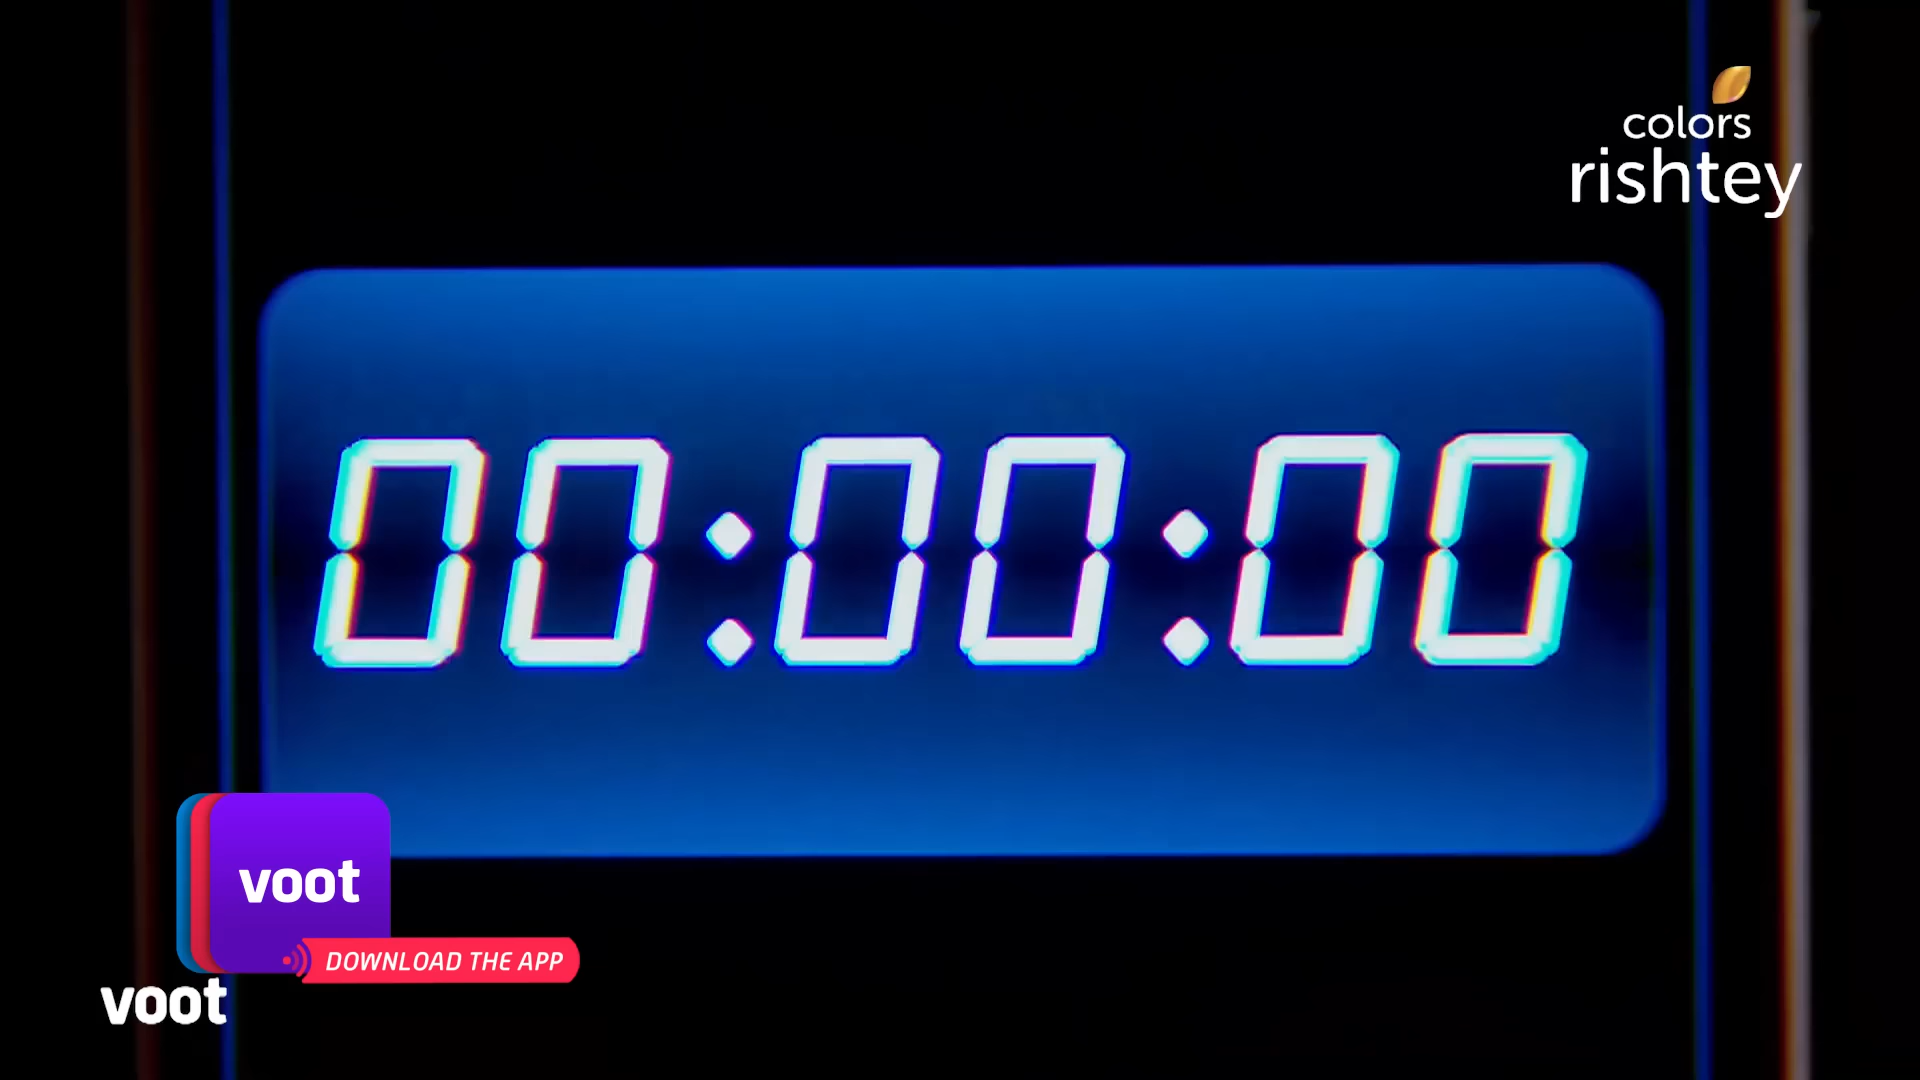 colors
rishtey
00:00:00
voot
DOWNLOAD THE APP
voot